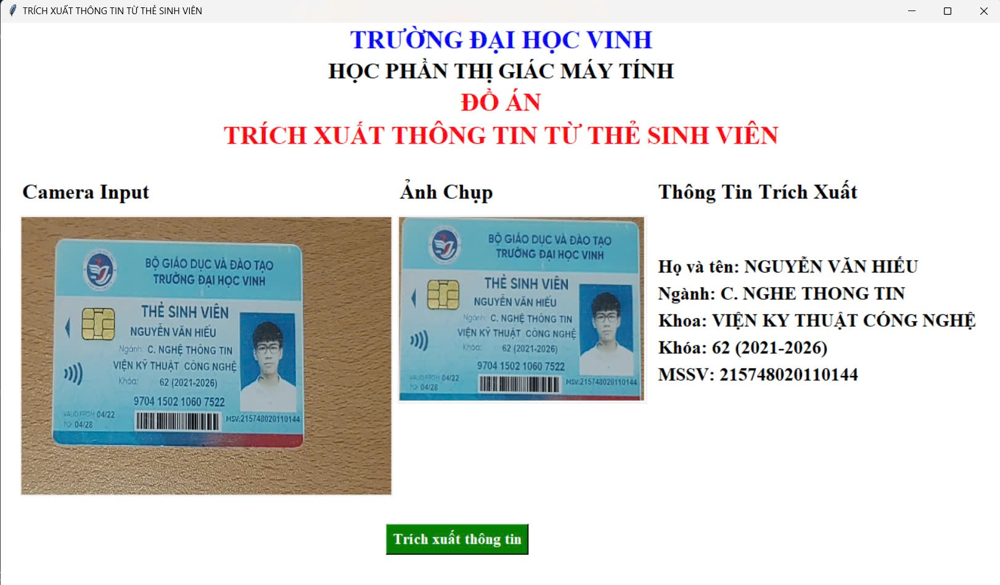 TRÍCH XUẤT THÔNG TIN TỪ THẺ SINH VIÊN
TRƯỜNG ĐẠI HỌC VINH
HỌC PHẦN THỊ GIÁC MÁY TÍNH
ĐỒ ÁN
TRÍCH XUẤT THÔNG TIN TỪ THẺ SINH VIÊN
Camera Input
BỘ GIÁO DỤC VÀ ĐÀO TẠO
TRƯỜNG ĐẠI HỌC VINH
THẺ SINH VIÊN
NGUYỄN VĂN HIẾU
Ngành: C. NGHỆ THÔNG TIN
VIỆN KỸ THUẬT CÔNG NGHỆ
Khóa: 62 (2021-2026)
9704 1502 1060 7522
VALID FROM: 04/22
TO: 04/28
MSV:215748020110144
Ảnh Chụp
BỘ GIÁO DỤC VÀ ĐÀO TẠO
TRƯỜNG ĐẠI HỌC VINH
THẺ SINH VIÊN
NGUYỄN VĂN HIẾU
Ngành: C. NGHỆ THÔNG TIN
VIỆN KỸ THUẬT CÔNG NGHỆ
Khóa: 62 (2021-2026)
9704 1502 1060 7522
VALID FROM: 04/22
TO: 04/28
MSV:215748020110144
Thông Tin Trích Xuất
Họ và tên: NGUYỄN VĂN HIẾU
Ngành: C. NGHE THONG TIN
Khoa: VIỆN KY THUẬT CÓNG NGHỆ
Khóa: 62 (2021-2026)
MSSV: 215748020110144
Trích xuất thông tin